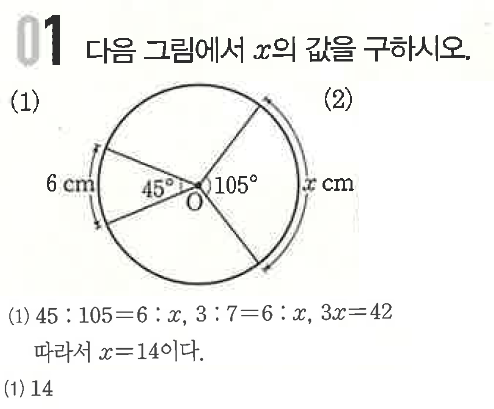 01 다음 그림에서 x의 값을 구하시오.
(1) (2)
6 cm 45° 105° x cm
O
(1) 45 : 105=6 : x, 3 : 7=6 : x, 3x=42
따라서 x=14이다.
(1) 14